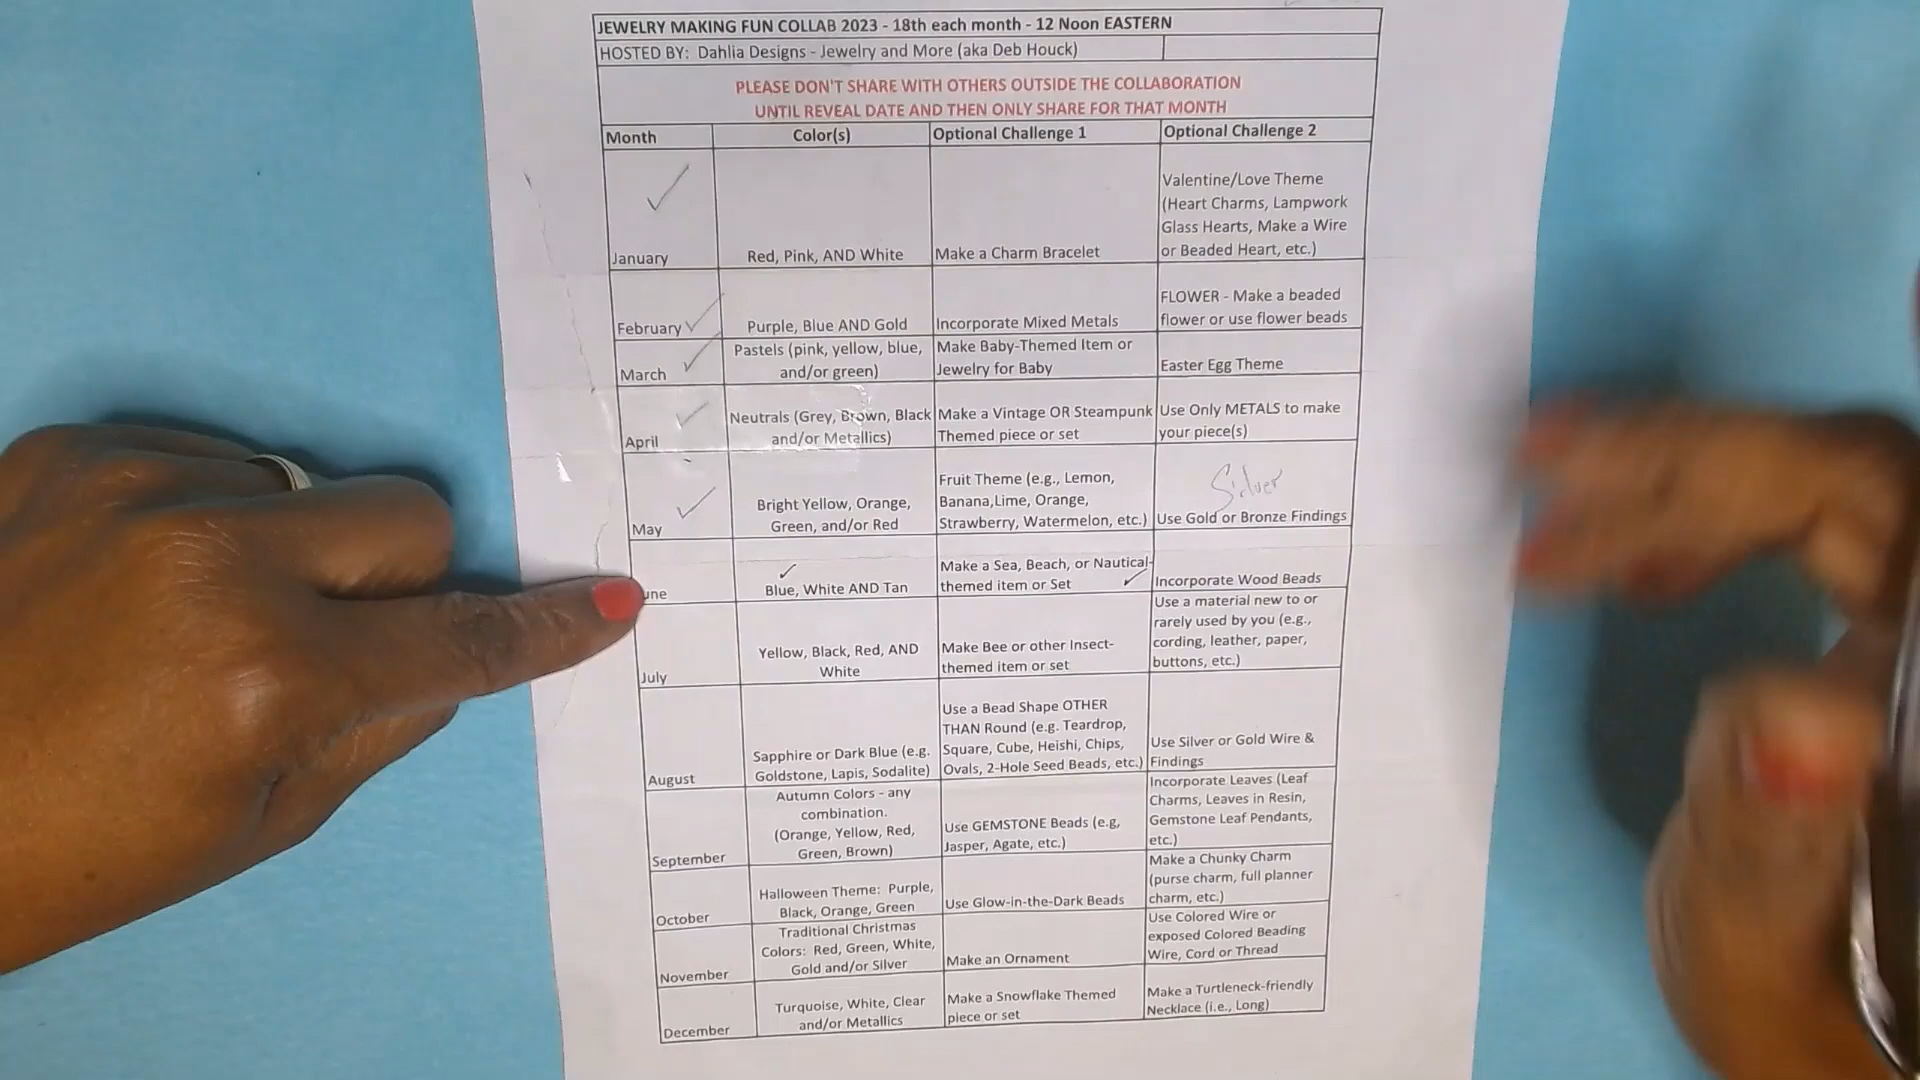 JEWELRY MAKING FUN COLLAB 2023 - 18th each month - 12 Noon EASTERN
HOSTED BY: Dahlia Designs - Jewelry and More (aka Deb Houck)
PLEASE DON'T SHARE WITH OTHERS OUTSIDE THE COLLABORATION
UNTIL REVEAL DATE AND THEN ONLY SHARE FOR THAT MONTH
Month Color(s) Optional Challenge 1 Optional Challenge 2
January
Red, Pink, AND White
Make a Charm Bracelet
Valentine/Love Theme
(Heart Charms, Lampwork
Glass Hearts, Make a Wire
or Beaded Heart, etc.)
February
Purple, Blue AND Gold
Incorporate Mixed Metals
FLOWER - Make a beaded
flower or use flower beads
March
Pastels (pink, yellow, blue,
and/or green)
Make Baby-Themed Item or
Jewelry for Baby
Easter Egg Theme
April
Neutrals (Grey, Brown, Black
and/or Metallics)
Make a Vintage OR Steampunk
Themed piece or set
Use Only METALS to make
your piece(s)
May
Bright Yellow, Orange,
Green, and/or Red
Fruit Theme (e.g., Lemon,
Banana,Lime, Orange,
Strawberry, Watermelon, etc.)
Silver
Use Gold or Bronze Findings
une
Blue, White AND Tan
Make a Sea, Beach, or Nautical-
themed item or Set
Incorporate Wood Beads
July
Yellow, Black, Red, AND
White
Make Bee or other Insect-
themed item or set
Use a material new to or
rarely used by you (e.g.,
cording, leather, paper,
buttons, etc.)
August
Sapphire or Dark Blue (e.g.
Goldstone, Lapis, Sodalite)
Use a Bead Shape OTHER
THAN Round (e.g. Teardrop,
Square, Cube, Heishi, Chips,
Ovals, 2-Hole Seed Beads, etc.)
Use Silver or Gold Wire &
Findings
September
Autumn Colors - any
combination.
(Orange, Yellow, Red,
Green, Brown)
Use GEMSTONE Beads (e.g,
Jasper, Agate, etc.)
Incorporate Leaves (Leaf
Charms, Leaves in Resin,
Gemstone Leaf Pendants,
etc.)
October
Halloween Theme: Purple,
Black, Orange, Green
Use Glow-in-the-Dark Beads
Make a Chunky Charm
(purse charm, full planner
charm, etc.)
November
Traditional Christmas
Colors: Red, Green, White,
Gold and/or Silver
Make an Ornament
Use Colored Wire or
exposed Colored Beading
Wire, Cord or Thread
December
Turquoise, White, Clear
and/or Metallics
Make a Snowflake Themed
piece or set
Make a Turtleneck-friendly
Necklace (i.e., Long)